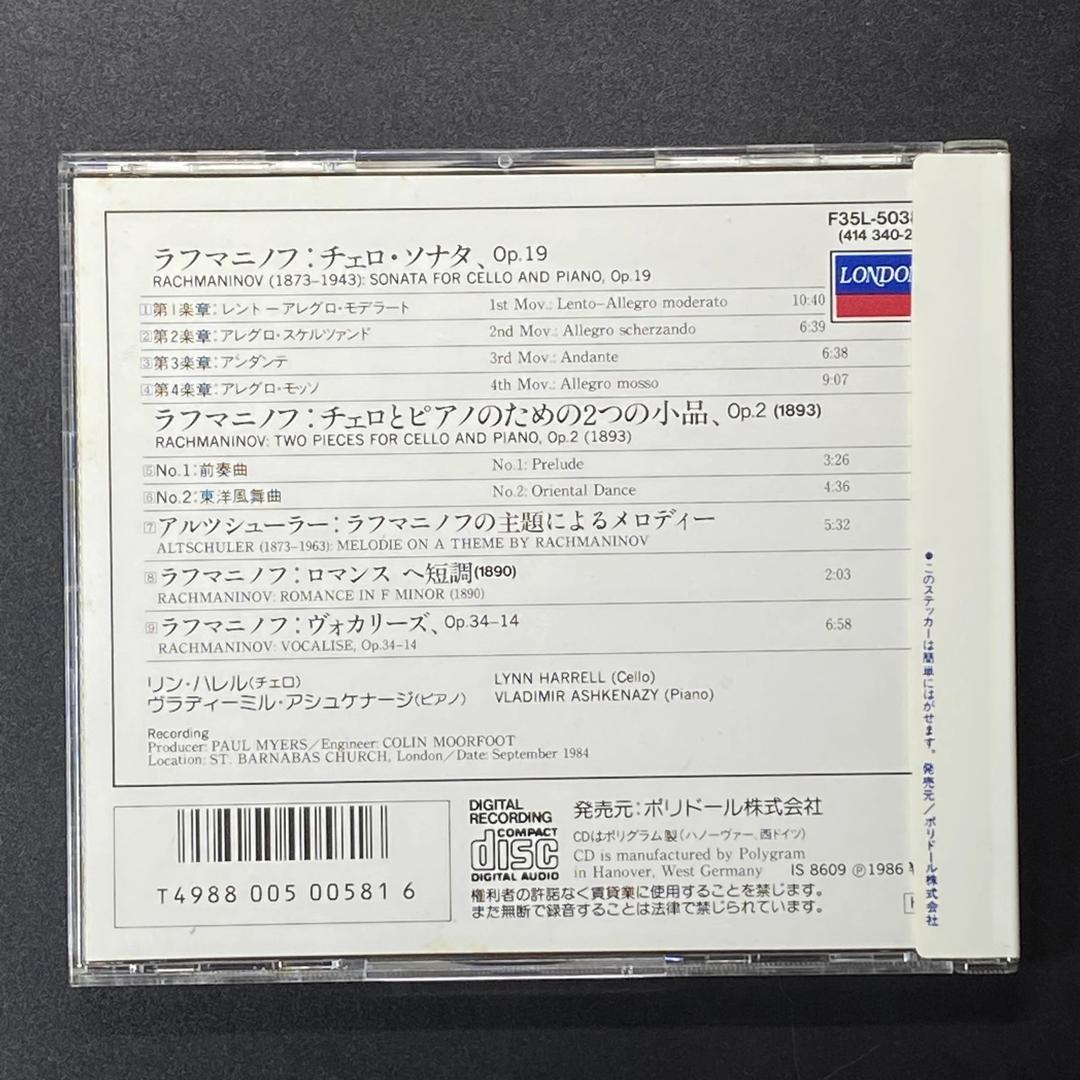 F35L-503
(414 340-2
LONDON
ラフマニノフ：チェロ・ソナタ、Op.19
RACHMANINOV (1873–1943): SONATA FOR CELLO AND PIANO, Op.19
1 第1楽章：レントーアレグロ・モデラート 1st Mov.: Lento–Allegro moderato 10:40
2 第2楽章：アレグロ・スケルツァンド 2nd Mov.: Allegro scherzando 6:39
3 第3楽章：アンダンテ 3rd Mov.: Andante 6:38
4 第4楽章：アレグロ・モッソ 4th Mov.: Allegro mosso 9:07
ラフマニノフ：チェロとピアノのための2つの小品、Op.2 (1893)
RACHMANINOV: TWO PIECES FOR CELLO AND PIANO, Op.2 (1893)
5 No.1：前奏曲 No.1: Prelude 3:26
6 No.2：東洋風舞曲 No.2: Oriental Dance 4:36
7 アルツシューラー：ラフマニノフの主題によるメロディー 5:32
ALTSCHULER (1873–1963): MELODIE ON A THEME BY RACHMANINOV
8 ラフマニノフ：ロマンス ヘ短調(1890) 2:03
RACHMANINOV: ROMANCE IN F MINOR (1890)
9 ラフマニノフ：ヴォカリーズ、Op.34–14 6:58
RACHMANINOV: VOCALISE, Op.34–14
リン・ハレル(チェロ) LYNN HARRELL (Cello)
ヴラディーミル・アシュケナージ(ピアノ) VLADIMIR ASHKENAZY (Piano)
Recording
Producer: PAUL MYERS／Engineer: COLIN MOORFOOT
Location: ST. BARNABAS CHURCH, London／Date: September 1984
T4988 005 00581 6
DIGITAL RECORDING
COMPACT disc DIGITAL AUDIO
発売元：ポリドール株式会社
CDはポリグラム製(ハノーヴァー、西ドイツ)
CD is manufactured by Polygram
in Hanover, West Germany IS 8609 ℗1986 ¥
権利者の許諾なく賃貸業に使用することを禁じます。
また無断で録音することは法律で禁じられています。
●このステッカーは簡単にはがせます。発売元／ポリドール株式会社